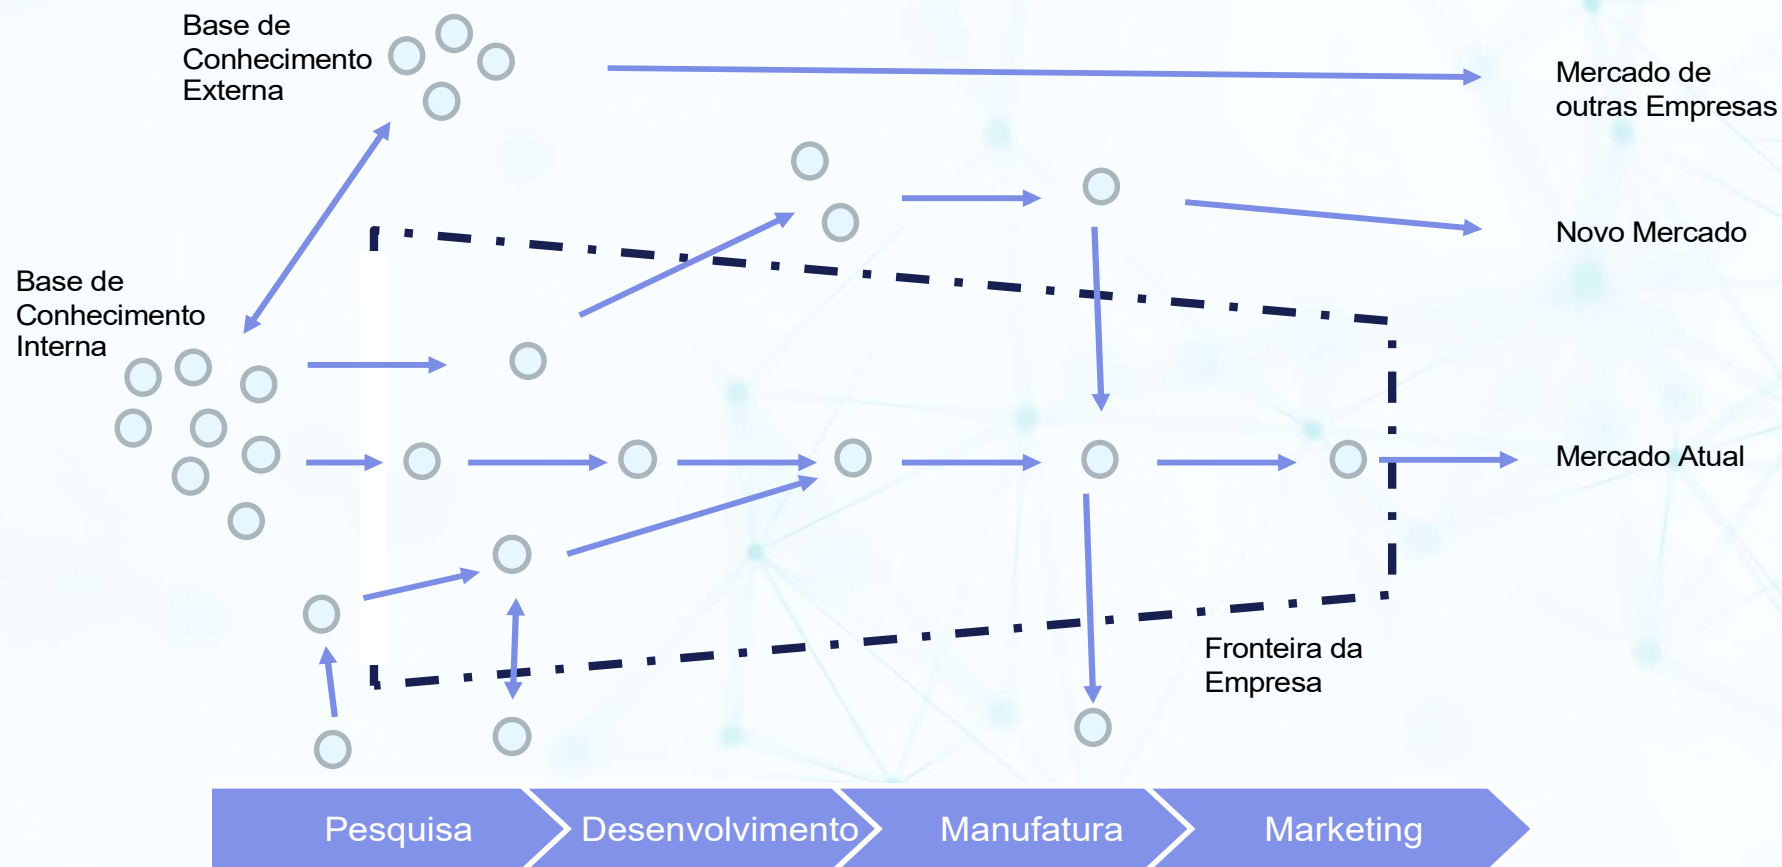 Base de
Conhecimento
Externa
Mercado de
outras Empresas
Novo Mercado
Base de
Conhecimento
Interna
Mercado Atual
Fronteira da
Empresa
Pesquisa
Desenvolvimento
Manufatura
Marketing